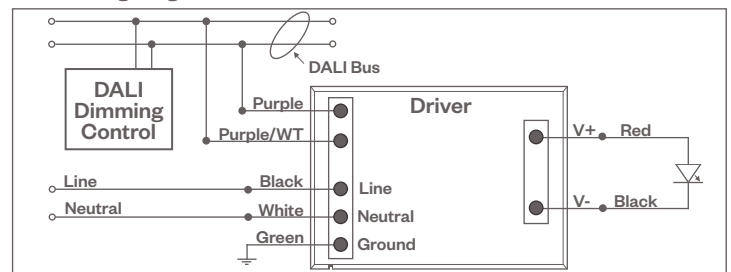 DALI Bus
DALI
Dimming
Control
Purple
Driver
Purple/WT
V+ Red
Line Black Line
Neutral White Neutral
V- Black
Green Ground